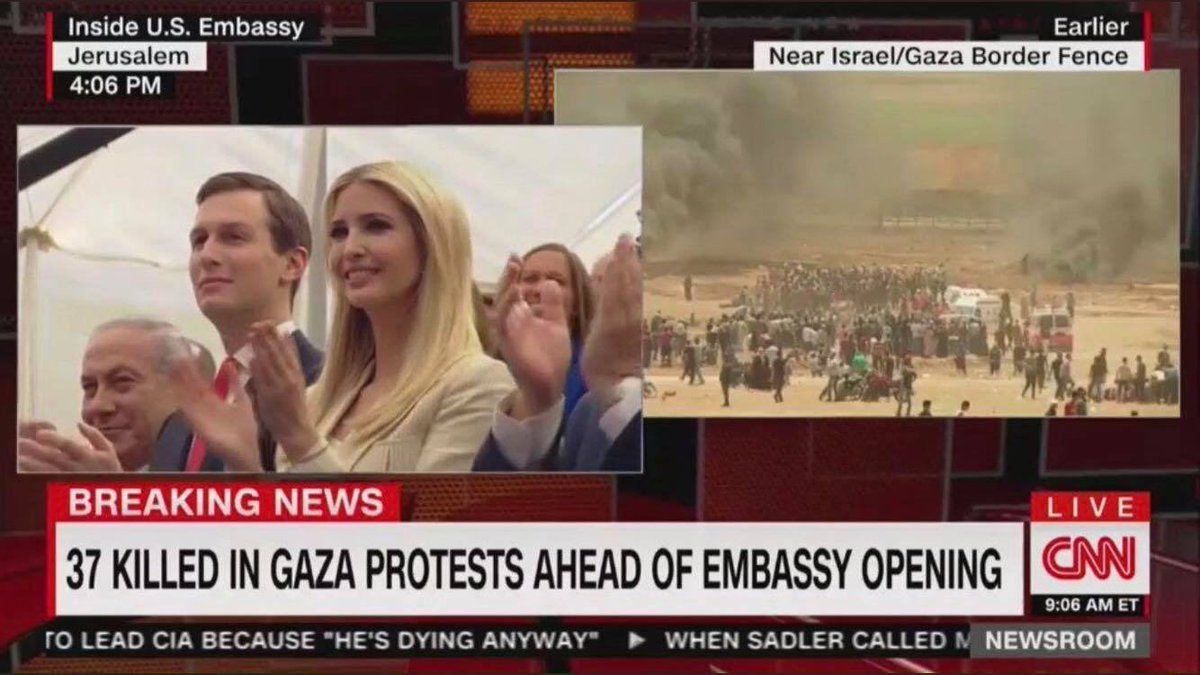 Inside U.S. Embassy
Jerusalem
4:06 PM
Earlier
Near Israel/Gaza Border Fence
BREAKING NEWS
37 KILLED IN GAZA PROTESTS AHEAD OF EMBASSY OPENING
LIVE
CNN
9:06 AM ET
TO LEAD CIA BECAUSE "HE'S DYING ANYWAY" ▶ WHEN SADLER CALLED M
NEWSROOM